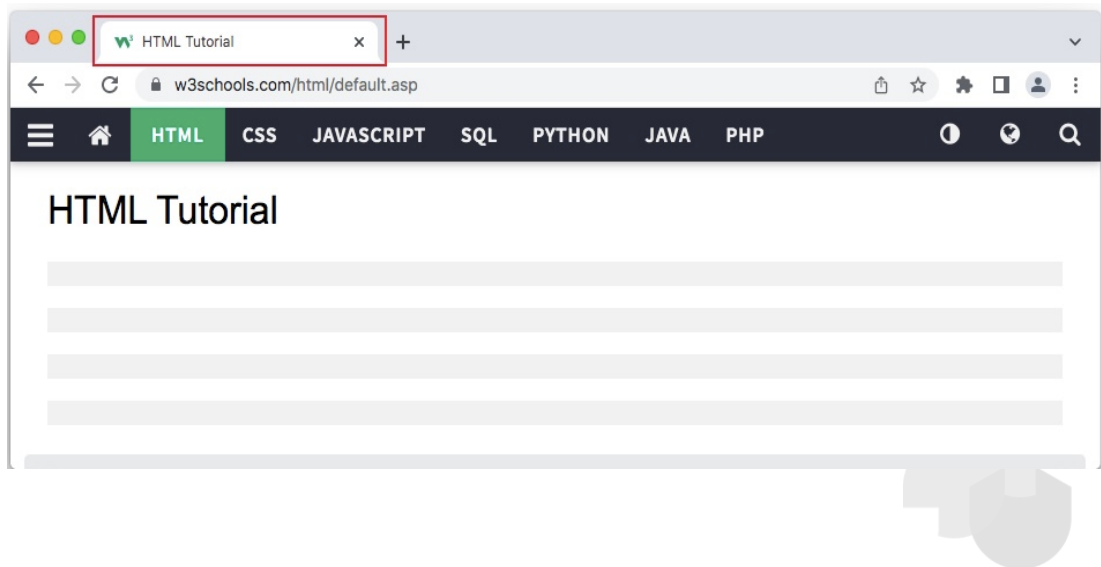 HTML Tutorial
w3schools.com/html/default.asp
HTML CSS JAVASCRIPT SQL PYTHON JAVA PHP
HTML Tutorial